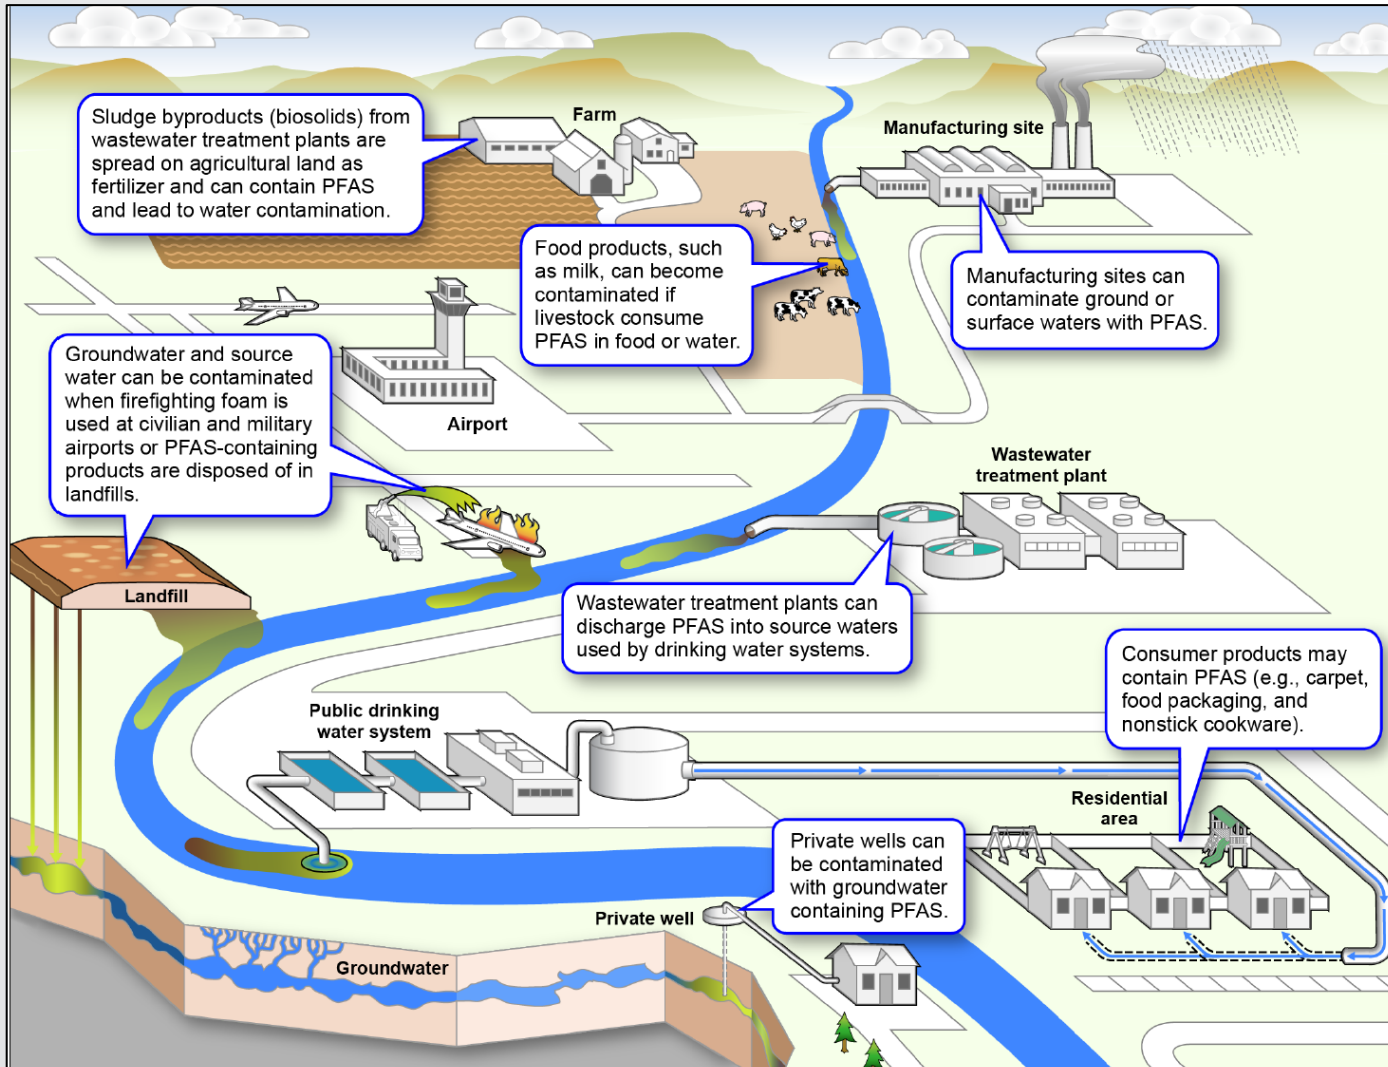 Sludge byproducts (biosolids) from
wastewater treatment plants are
spread on agricultural land as
fertilizer and can contain PFAS
and lead to water contamination.
Farm
Manufacturing site
Food products, such
as milk, can become
contaminated if
livestock consume
PFAS in food or water.
Manufacturing sites can
contaminate ground or
surface waters with PFAS.
Groundwater and source
water can be contaminated
when firefighting foam is
used at civilian and military
airports or PFAS-containing
products are disposed of in
landfills.
Airport
Wastewater
treatment plant
Landfill
Wastewater treatment plants can
discharge PFAS into source waters
used by drinking water systems.
Consumer products may
contain PFAS (e.g., carpet,
food packaging, and
nonstick cookware).
Public drinking
water system
Residential
area
Private wells can
be contaminated
with groundwater
containing PFAS.
Private well
Groundwater